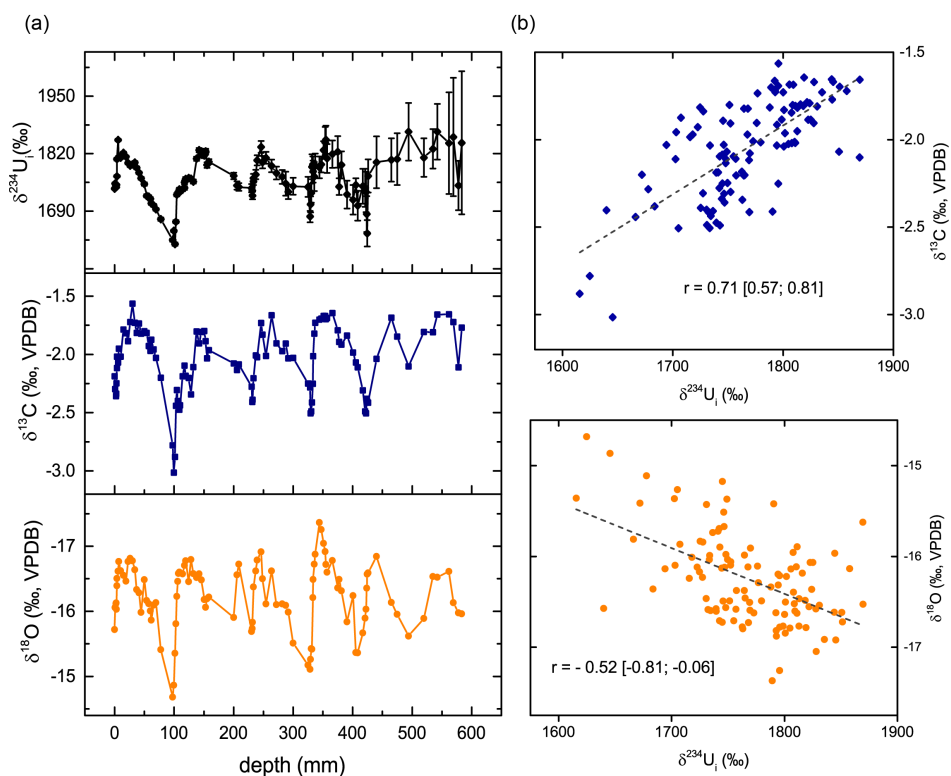 (a)
1950
1820
1690
δ²³⁴Uᵢ(‰)
-1.5
-2.0
-2.5
-3.0
δ¹³C (‰, VPDB)
-17
-16
-15
δ¹⁸O (‰, VPDB)
0 100 200 300 400 500 600
depth (mm)
(b)
-1.5
-2.0
-2.5
-3.0
δ¹³C (‰, VPDB)
r = 0.71 [0.57; 0.81]
1600 1700 1800 1900
δ²³⁴Uᵢ (‰)
-15
-16
-17
δ¹⁸O (‰, VPDB)
r = - 0.52 [-0.81; -0.06]
1600 1700 1800 1900
δ²³⁴Uᵢ (‰)